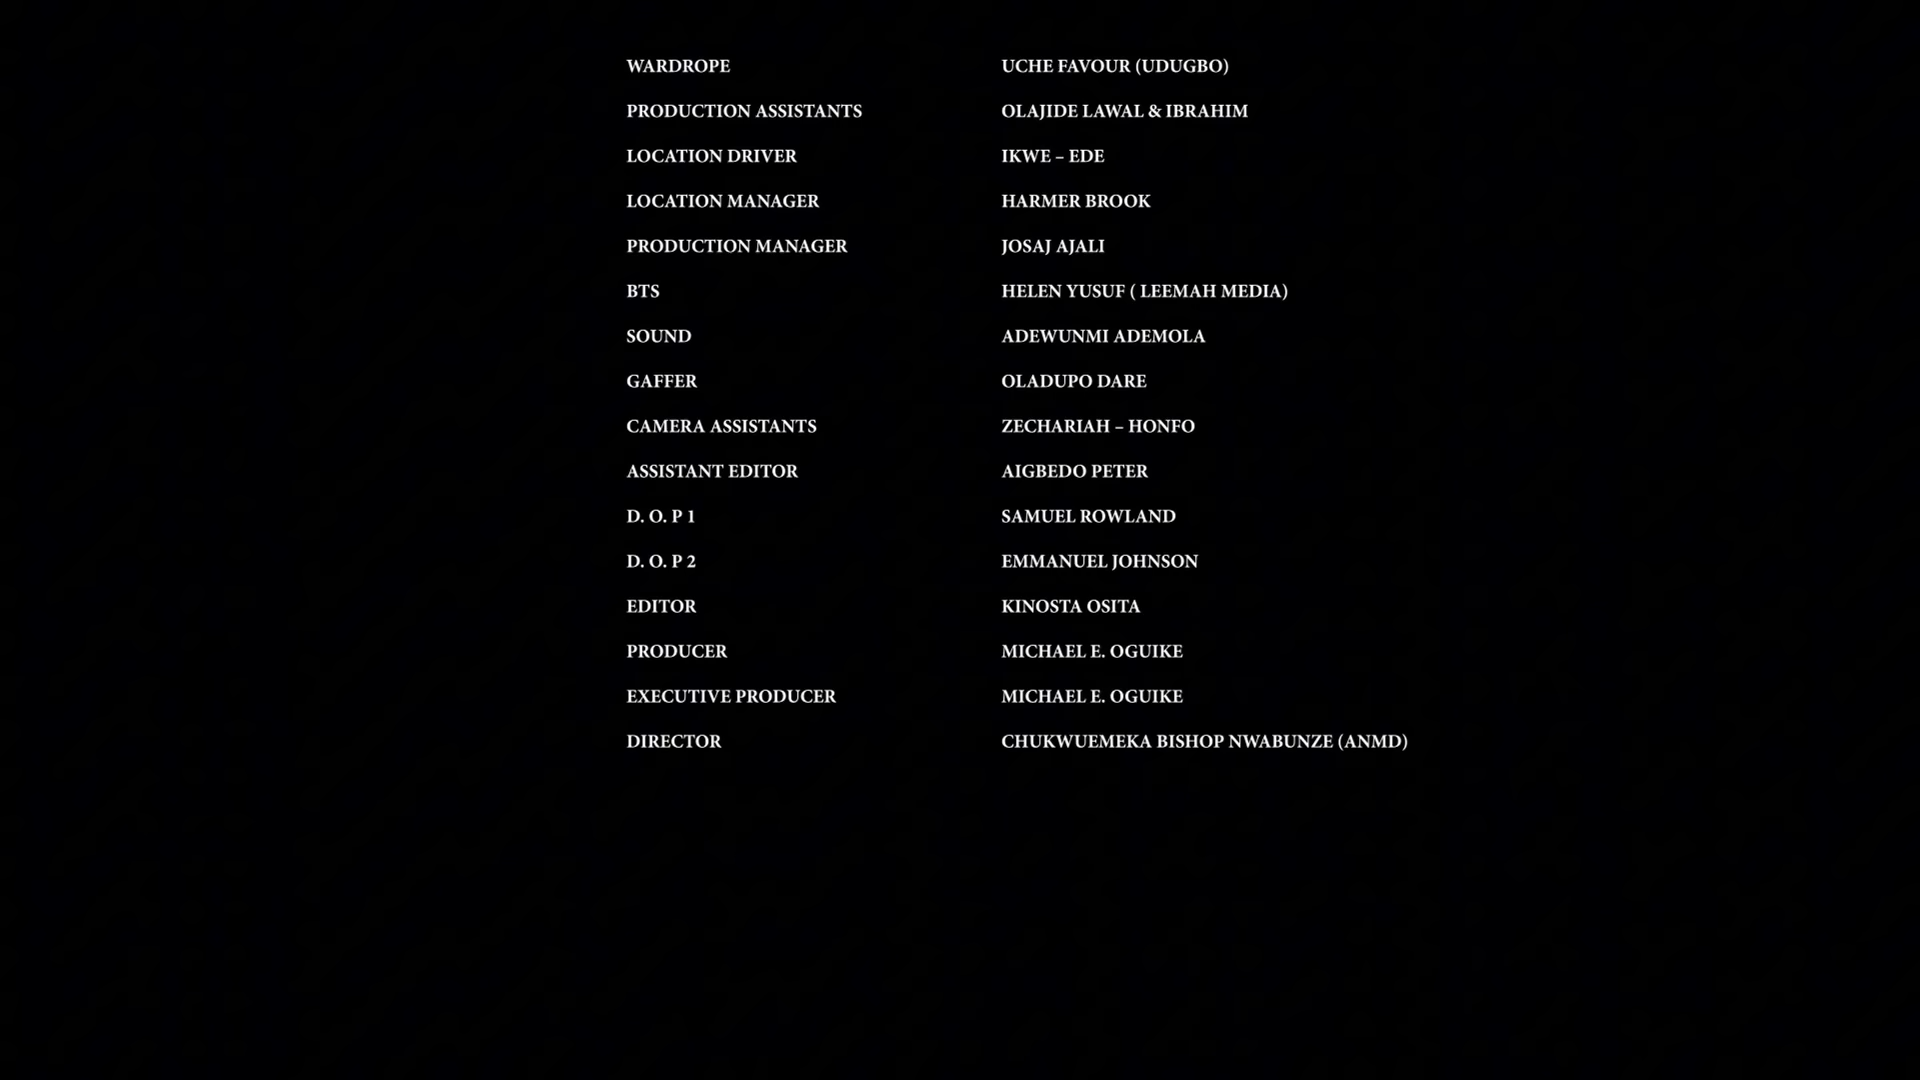 WARDROPE UCHE FAVOUR (UDUGBO)
PRODUCTION ASSISTANTS OLAJIDE LAWAL & IBRAHIM
LOCATION DRIVER IKWE – EDE
LOCATION MANAGER HARMER BROOK
PRODUCTION MANAGER JOSAJ AJALI
BTS HELEN YUSUF ( LEEMAH MEDIA)
SOUND ADEWUNMI ADEMOLA
GAFFER OLADUPO DARE
CAMERA ASSISTANTS ZECHARIAH – HONFO
ASSISTANT EDITOR AIGBEDO PETER
D. O. P 1 SAMUEL ROWLAND
D. O. P 2 EMMANUEL JOHNSON
EDITOR KINOSTA OSITA
PRODUCER MICHAEL E. OGUIKE
EXECUTIVE PRODUCER MICHAEL E. OGUIKE
DIRECTOR CHUKWUEMEKA BISHOP NWABUNZE (ANMD)